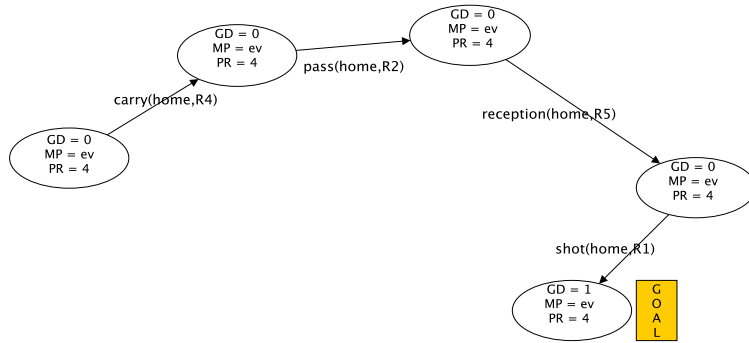 GD = 0
MP = ev
PR = 4
carry(home,R4)
GD = 0
MP = ev
PR = 4
pass(home,R2)
GD = 0
MP = ev
PR = 4
reception(home,R5)
GD = 0
MP = ev
PR = 4
shot(home,R1)
GD = 1
MP = ev
PR = 4
G
O
A
L